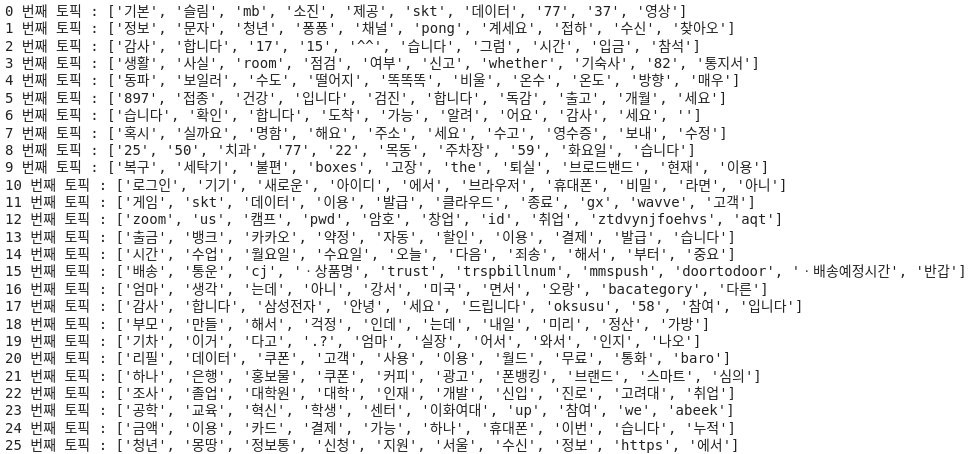 0 번째 토픽 : ['기본', '슬림', 'mb', '소진', '제공', 'skt', '데이터', '77', '37', '영상']
1 번째 토픽 : ['정보', '문자', '청년', '퐁퐁', '채널', 'pong', '계세요', '접하', '수신', '찾아오']
2 번째 토픽 : ['감사', '합니다', '17', '15', '^^', '습니다', '그럼', '시간', '입금', '참석']
3 번째 토픽 : ['생활', '사실', 'room', '점검', '여부', '신고', 'whether', '기숙사', '82', '통지서']
4 번째 토픽 : ['동파', '보일러', '수도', '떨어지', '똑똑똑', '비울', '온수', '온도', '방향', '매우']
5 번째 토픽 : ['897', '접종', '건강', '입니다', '검진', '합니다', '독감', '출고', '개월', '세요']
6 번째 토픽 : ['습니다', '확인', '합니다', '도착', '가능', '알려', '어요', '감사', '세요', '']
7 번째 토픽 : ['혹시', '실까요', '명함', '해요', '주소', '세요', '수고', '영수증', '보내', '수정']
8 번째 토픽 : ['25', '50', '치과', '77', '22', '목동', '주차장', '59', '화요일', '습니다']
9 번째 토픽 : ['복구', '세탁기', '불편', 'boxes', '고장', 'the', '퇴실', '브로드밴드', '현재', '이용']
10 번째 토픽 : ['로그인', '기기', '새로운', '아이디', '에서', '브라우저', '휴대폰', '비밀', '라면', '아니']
11 번째 토픽 : ['게임', 'skt', '데이터', '이용', '발급', '클라우드', '종료', 'gx', 'wavve', '고객']
12 번째 토픽 : ['zoom', 'us', '캠프', 'pwd', '암호', '창업', 'id', '취업', 'ztdvynjfoehvs', 'aqt']
13 번째 토픽 : ['출금', '뱅크', '카카오', '약정', '자동', '할인', '이용', '결제', '발급', '습니다']
14 번째 토픽 : ['시간', '수업', '월요일', '수요일', '오늘', '다음', '죄송', '해서', '부터', '중요']
15 번째 토픽 : ['배송', '통운', 'cj', 'ㆍ상품명', 'trust', 'trspbillnum', 'mmspush', 'doortodoor', 'ㆍ배송예정시간', '반갑']
16 번째 토픽 : ['엄마', '생각', '는데', '아니', '강서', '미국', '면서', '오랑', 'bacategory', '다른']
17 번째 토픽 : ['감사', '합니다', '삼성전자', '안녕', '세요', '드립니다', 'oksusu', '58', '참여', '입니다']
18 번째 토픽 : ['부모', '만들', '해서', '걱정', '인데', '는데', '내일', '미리', '정산', '가방']
19 번째 토픽 : ['기차', '이거', '다고', '.?', '엄마', '실장', '어서', '와서', '인지', '나오']
20 번째 토픽 : ['리필', '데이터', '쿠폰', '고객', '사용', '이용', '월드', '무료', '통화', 'baro']
21 번째 토픽 : ['하나', '은행', '홍보물', '쿠폰', '커피', '광고', '폰뱅킹', '브랜드', '스마트', '심의']
22 번째 토픽 : ['조사', '졸업', '대학원', '대학', '인재', '개발', '신입', '진로', '고려대', '취업']
23 번째 토픽 : ['공학', '교육', '혁신', '학생', '센터', '이화여대', 'up', '참여', 'we', 'abeek']
24 번째 토픽 : ['금액', '이용', '카드', '결제', '가능', '하나', '휴대폰', '이번', '습니다', '누적']
25 번째 토픽 : ['청년', '몽땅', '정보통', '신청', '지원', '서울', '수신', '정보', 'https', '에서']